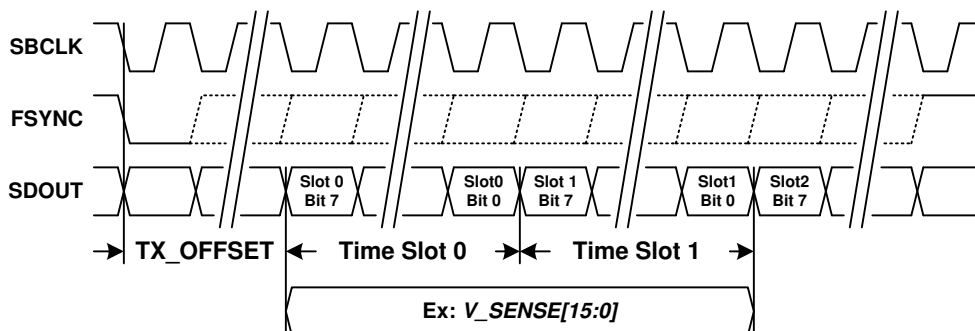 SBCLK
FSYNC
SDOUT
Slot 0
Bit 7
Slot0
Bit 0
Slot 1
Bit 7
Slot1
Bit 0
Slot2
Bit 7
TX_OFFSET
Time Slot 0
Time Slot 1
Ex: V_SENSE[15:0]